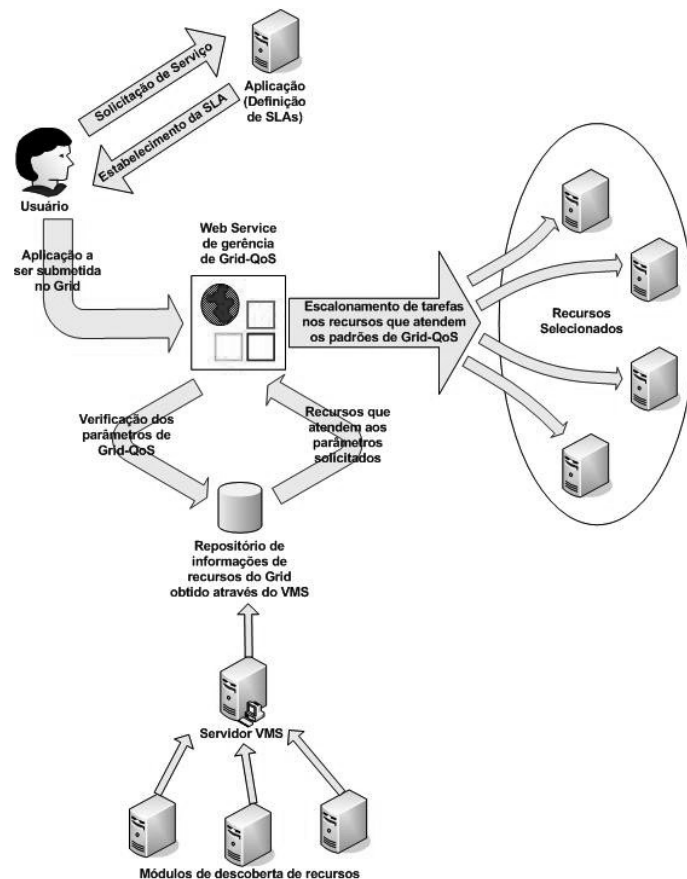 Solicitação de Serviço
Aplicação
(Definição
de SLAs)
Estabelecimento da SLA
Usuário
Aplicação a
ser submetida
no Grid
Web Service
de gerência
de Grid-QoS
Escalonamento de tarefas
nos recursos que atendem
os padrões de Grid-QoS
Recursos
Selecionados
Verificação dos
parâmetros de
Grid-QoS
Recursos que
atendem aos
parâmetros
solicitados
Repositório de
informações de
recursos do Grid
obtido através do VMS
Servidor VMS
Módulos de descoberta de recursos